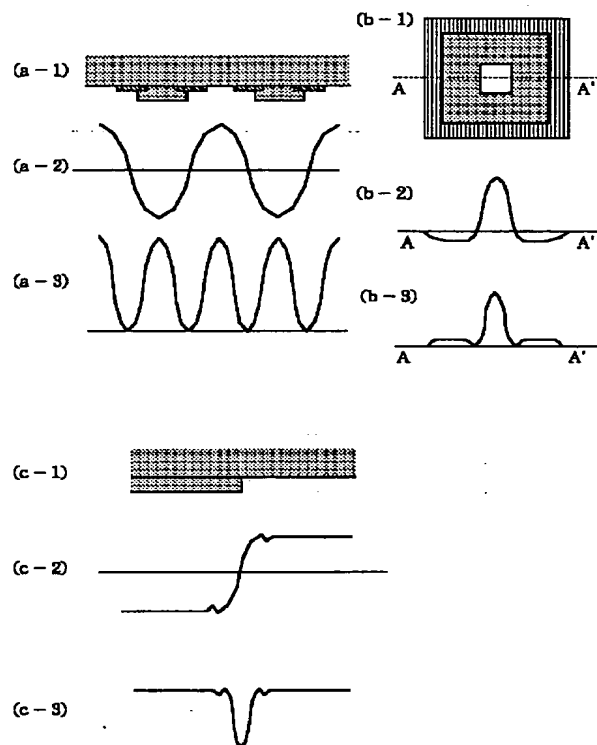 (a-1)
(a-2)
(a-3)
(b-1)
A A'
(b-2)
A A'
(b-3)
A A'
(c-1)
(c-2)
(c-3)